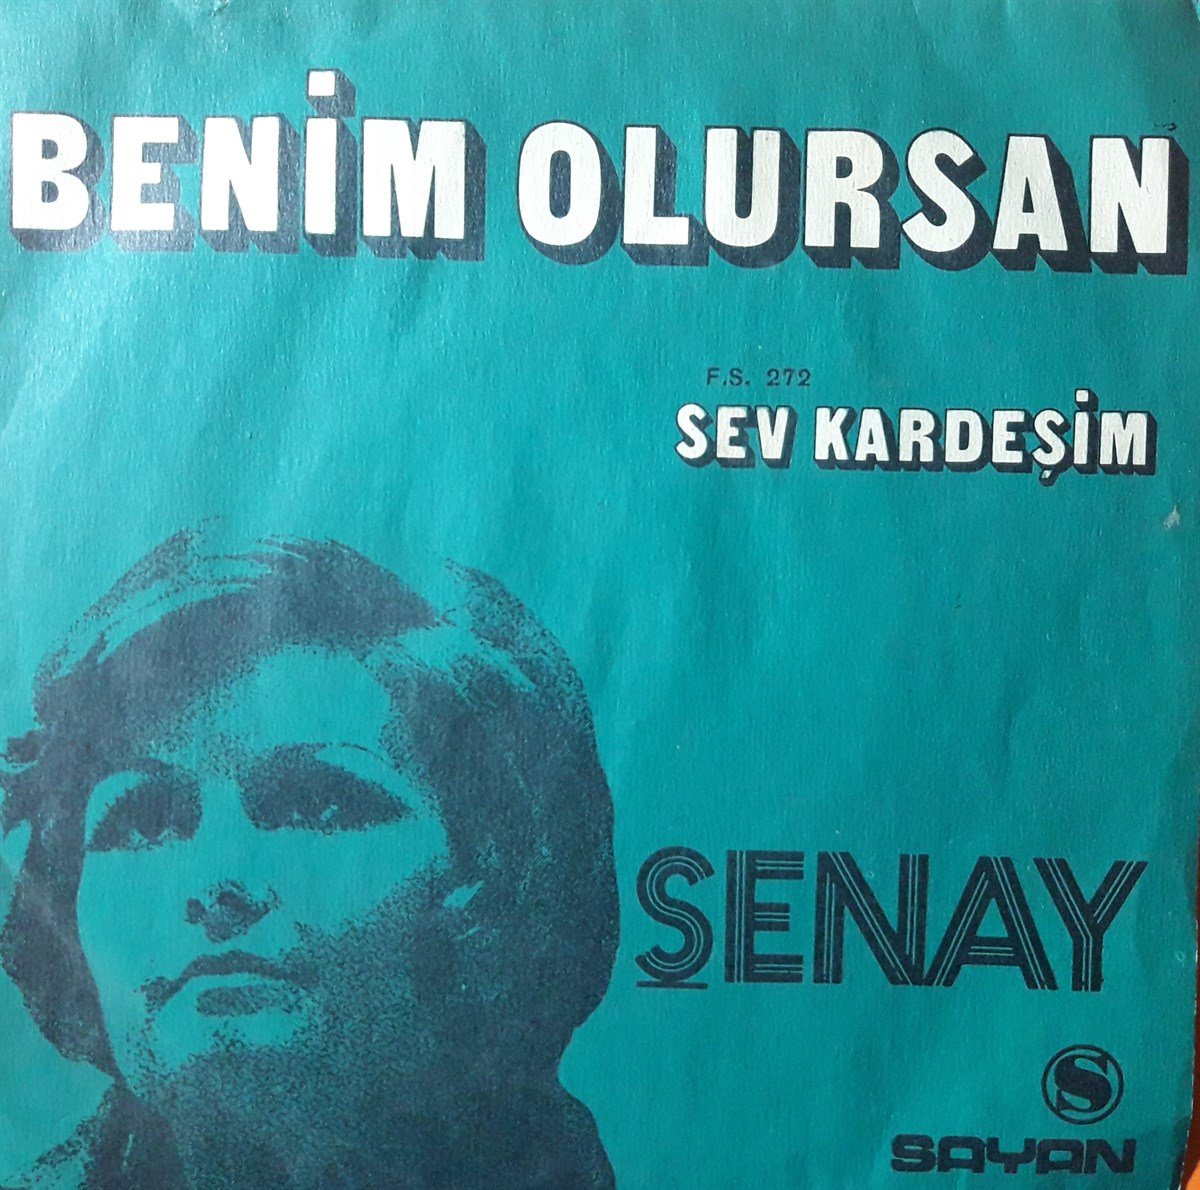 BENİM OLURSAN
F.S. 272
SEV KARDEŞİM
ŞENAY
S
SAYAN